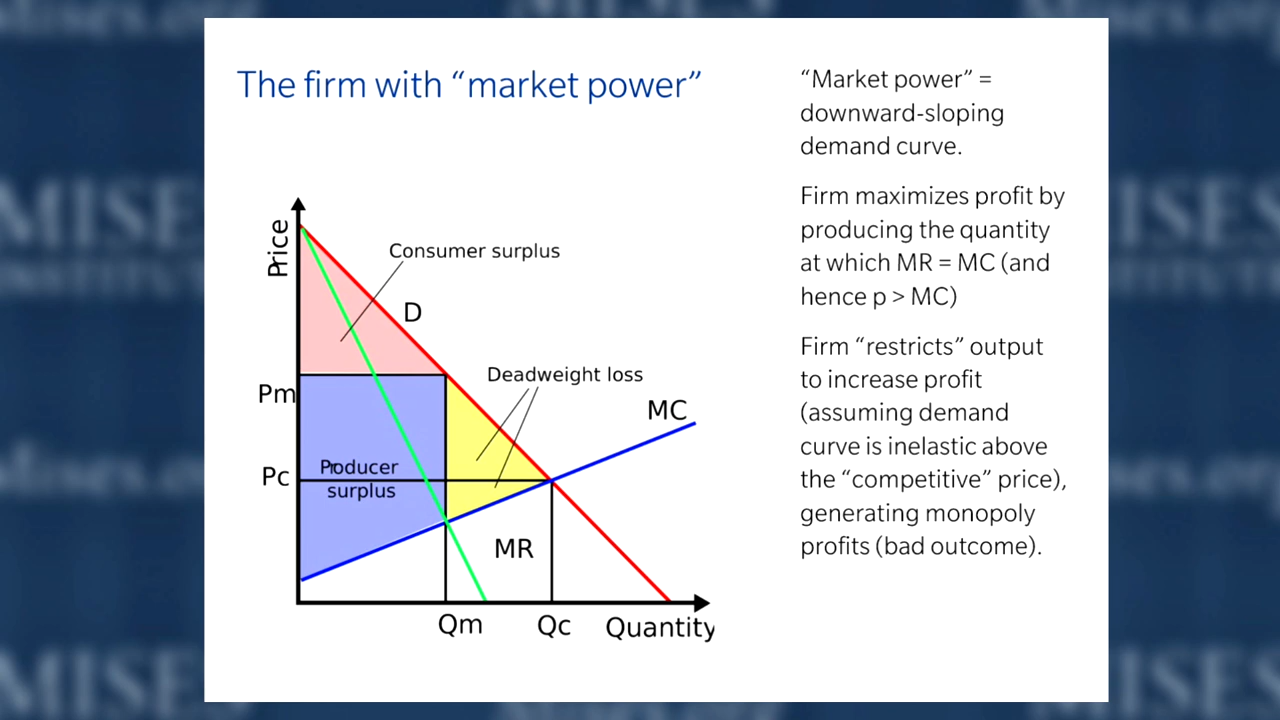 The firm with “market power”
“Market power” =
downward-sloping
demand curve.
Firm maximizes profit by
producing the quantity
at which MR = MC (and
hence p > MC)
Firm “restricts” output
to increase profit
(assuming demand
curve is inelastic above
the “competitive” price),
generating monopoly
profits (bad outcome).
Price
Consumer surplus
D
Deadweight loss
Pm
MC
Pc
Producer
surplus
MR
Qm
Qc
Quantity
MISES
Mises.org